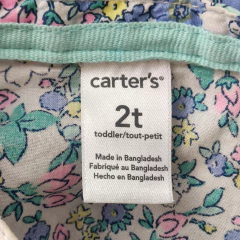 carter's®
2t
toddler/tout-petit
Made in Bangladesh
Fabriqué au Bangladesh
Hecho en Bangladesh